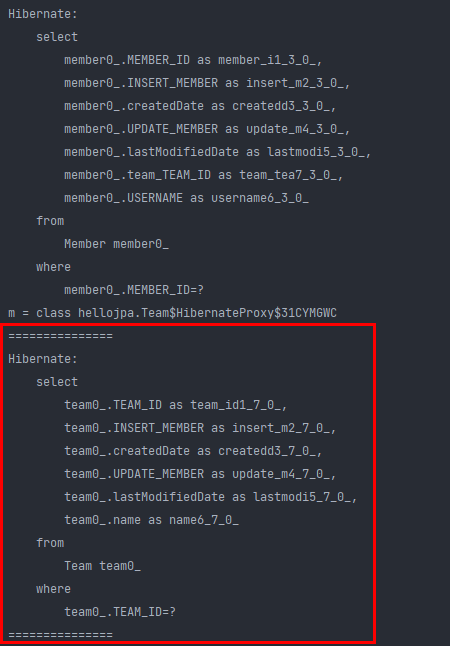 Hibernate:
    select
        member0_.MEMBER_ID as member_i1_3_0_,
        member0_.INSERT_MEMBER as insert_m2_3_0_,
        member0_.createdDate as createdd3_3_0_,
        member0_.UPDATE_MEMBER as update_m4_3_0_,
        member0_.lastModifiedDate as lastmodi5_3_0_,
        member0_.team_TEAM_ID as team_tea7_3_0_,
        member0_.USERNAME as username6_3_0_
    from
        Member member0_
    where
        member0_.MEMBER_ID=?
m = class hellojpa.Team$HibernateProxy$31CYMGWC
===============
Hibernate:
    select
        team0_.TEAM_ID as team_id1_7_0_,
        team0_.INSERT_MEMBER as insert_m2_7_0_,
        team0_.createdDate as createdd3_7_0_,
        team0_.UPDATE_MEMBER as update_m4_7_0_,
        team0_.lastModifiedDate as lastmodi5_7_0_,
        team0_.name as name6_7_0_
    from
        Team team0_
    where
        team0_.TEAM_ID=?
===============